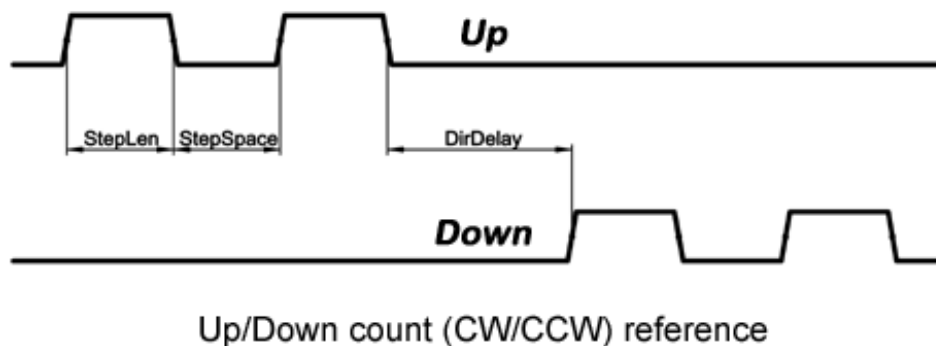 Up
StepLen StepSpace DirDelay
Down
Up/Down count (CW/CCW) reference